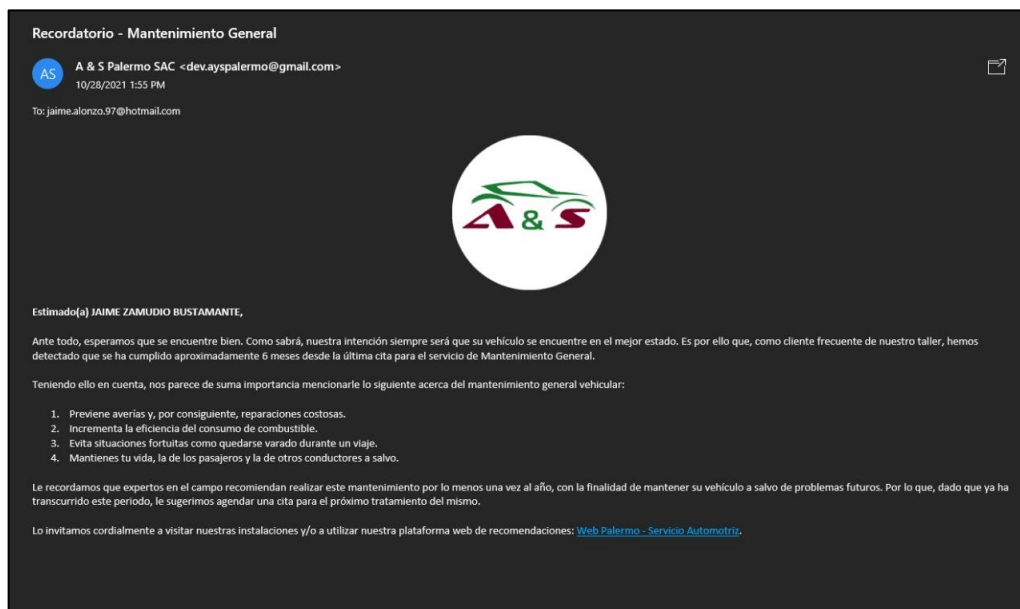 Recordatorio - Mantenimiento General
AS
A & S Palermo SAC <dev.ayspalermo@gmail.com>
10/28/2021 1:55 PM
To: jaime.alonzo.97@hotmail.com
A & S
Estimado(a) JAIME ZAMUDIO BUSTAMANTE,
Ante todo, esperamos que se encuentre bien. Como sabrá, nuestra intención siempre será que su vehículo se encuentre en el mejor estado. Es por ello que, como cliente frecuente de nuestro taller, hemos
detectado que se ha cumplido aproximadamente 6 meses desde la última cita para el servicio de Mantenimiento General.
Teniendo ello en cuenta, nos parece de suma importancia mencionarle lo siguiente acerca del mantenimiento general vehicular:
1. Previene averías y, por consiguiente, reparaciones costosas.
2. Incrementa la eficiencia del consumo de combustible.
3. Evita situaciones fortuitas como quedarse varado durante un viaje.
4. Mantienes tu vida, la de los pasajeros y la de otros conductores a salvo.
Le recordamos que expertos en el campo recomiendan realizar este mantenimiento por lo menos una vez al año, con la finalidad de mantener su vehículo a salvo de problemas futuros. Por lo que, dado que ya ha
transcurrido este periodo, le sugerimos agendar una cita para el próximo tratamiento del mismo.
Lo invitamos cordialmente a visitar nuestras instalaciones y/o a utilizar nuestra plataforma web de recomendaciones: Web Palermo - Servicio Automotriz.